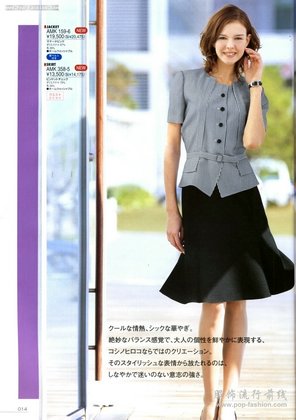 JACKET
AMK 159-6 NEW
¥19,500(税込¥20,475)
SKIRT
AMK 358-5 NEW
¥13,500(税込¥14,175)
クールな情熱、シックな華やぎ。
絶妙なバランス感覚で、大人の個性を鮮やかに表現する、
コシノヒロコならではのクリエーション。
そのスタイリッシュな表情から放たれるのは、
しなやかで迷いのない意志の強さ。
014
服饰流行前线
www.pop-fashion.com